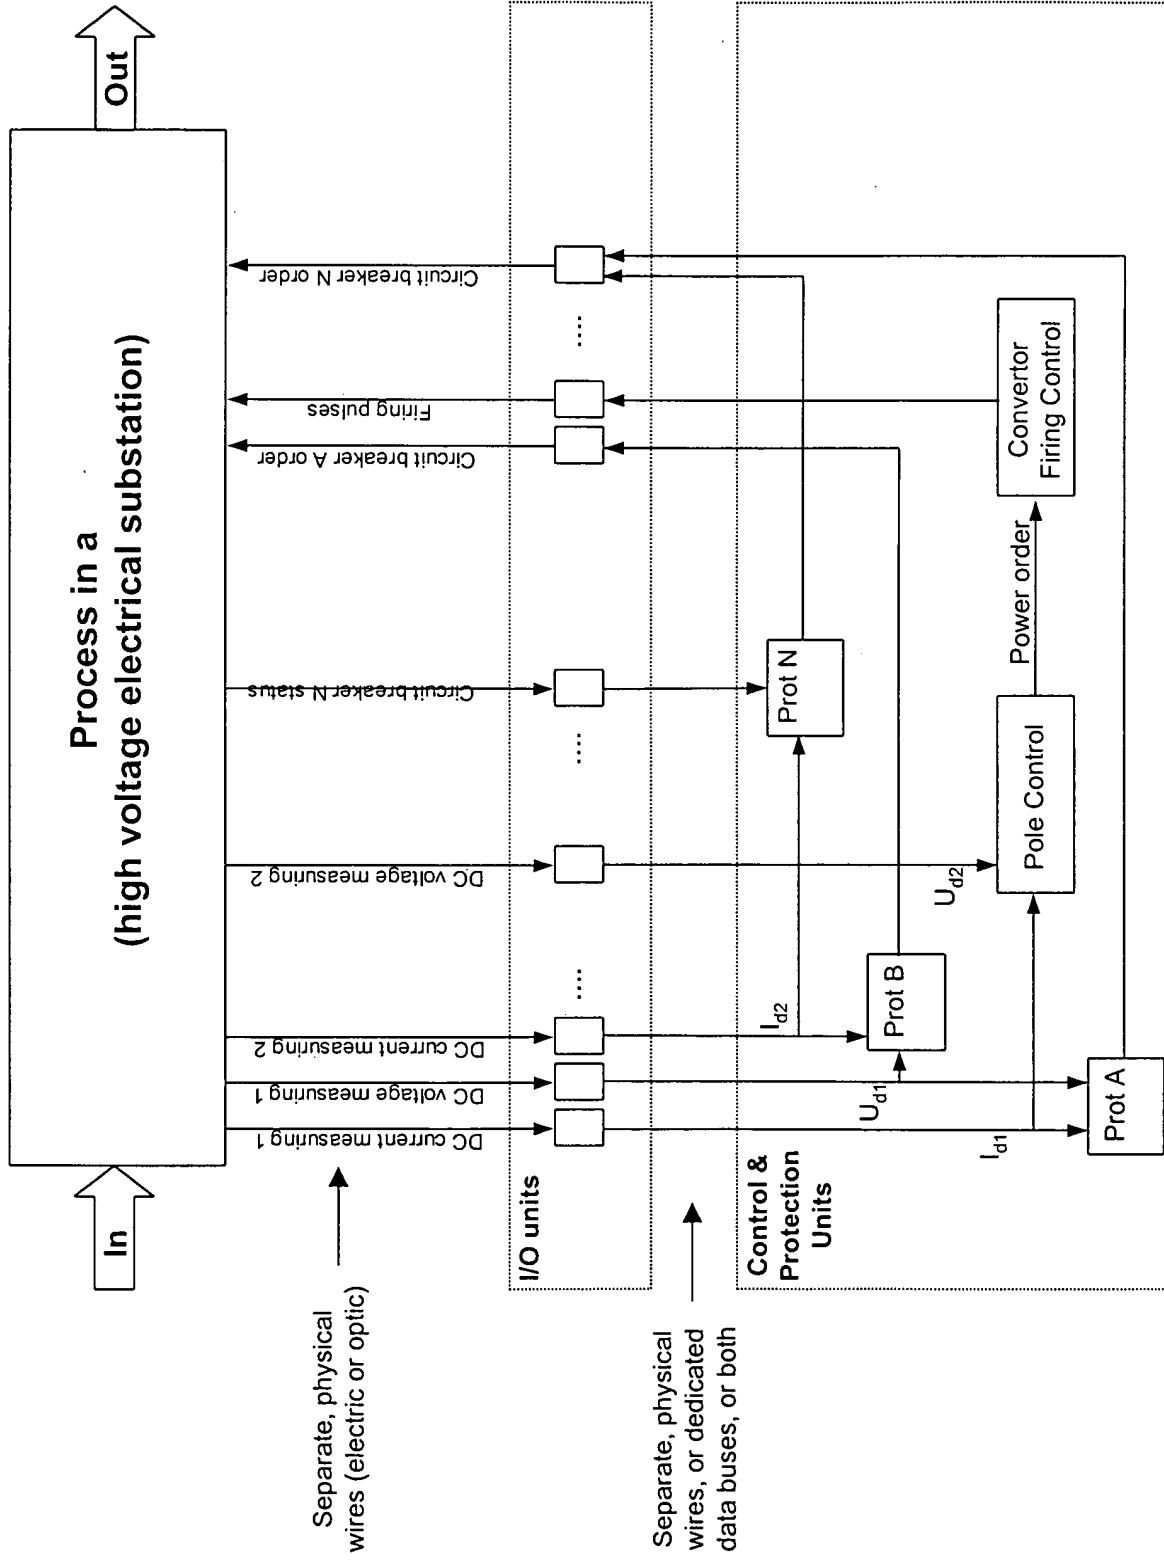 In
Process in a
(high voltage electrical substation)
Out
Separate, physical
wires (electric or optic)
DC current measuring 1
DC voltage measuring 1
DC current measuring 2
DC voltage measuring 2
Circuit breaker N status
Circuit breaker A order
Firing pulses
Circuit breaker N order
I/O units
....
....
....
Separate, physical
wires, or dedicated
data buses, or both
Control &
Protection
Units
Id1
Ud1
Id2
Ud2
Prot A
Prot B
Prot N
Pole Control
Power order
Convertor
Firing Control